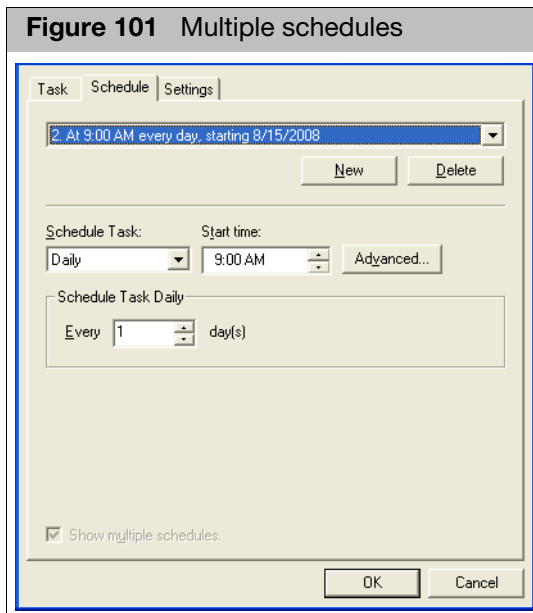 Figure 101 Multiple schedules
Task Schedule Settings
2. At 9:00 AM every day, starting 8/15/2008
New Delete
Schedule Task: Start time:
Daily 9:00 AM Advanced...
Schedule Task Daily
Every 1 day(s)
Show multiple schedules.
OK Cancel